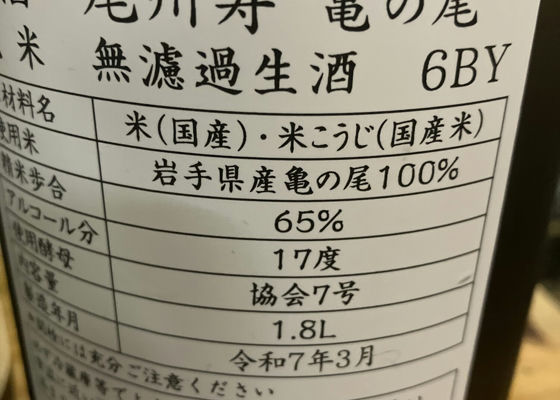 酒 尾州寿 亀の尾
米 無濾過生酒 6BY
材料名 米(国産)・米こうじ(国産米)
使用米 岩手県産亀の尾100%
精米歩合 65%
アルコール分 17度
使用酵母 協会7号
内容量 1.8L
製造年月 令和7年3月
には充分ご注意ください